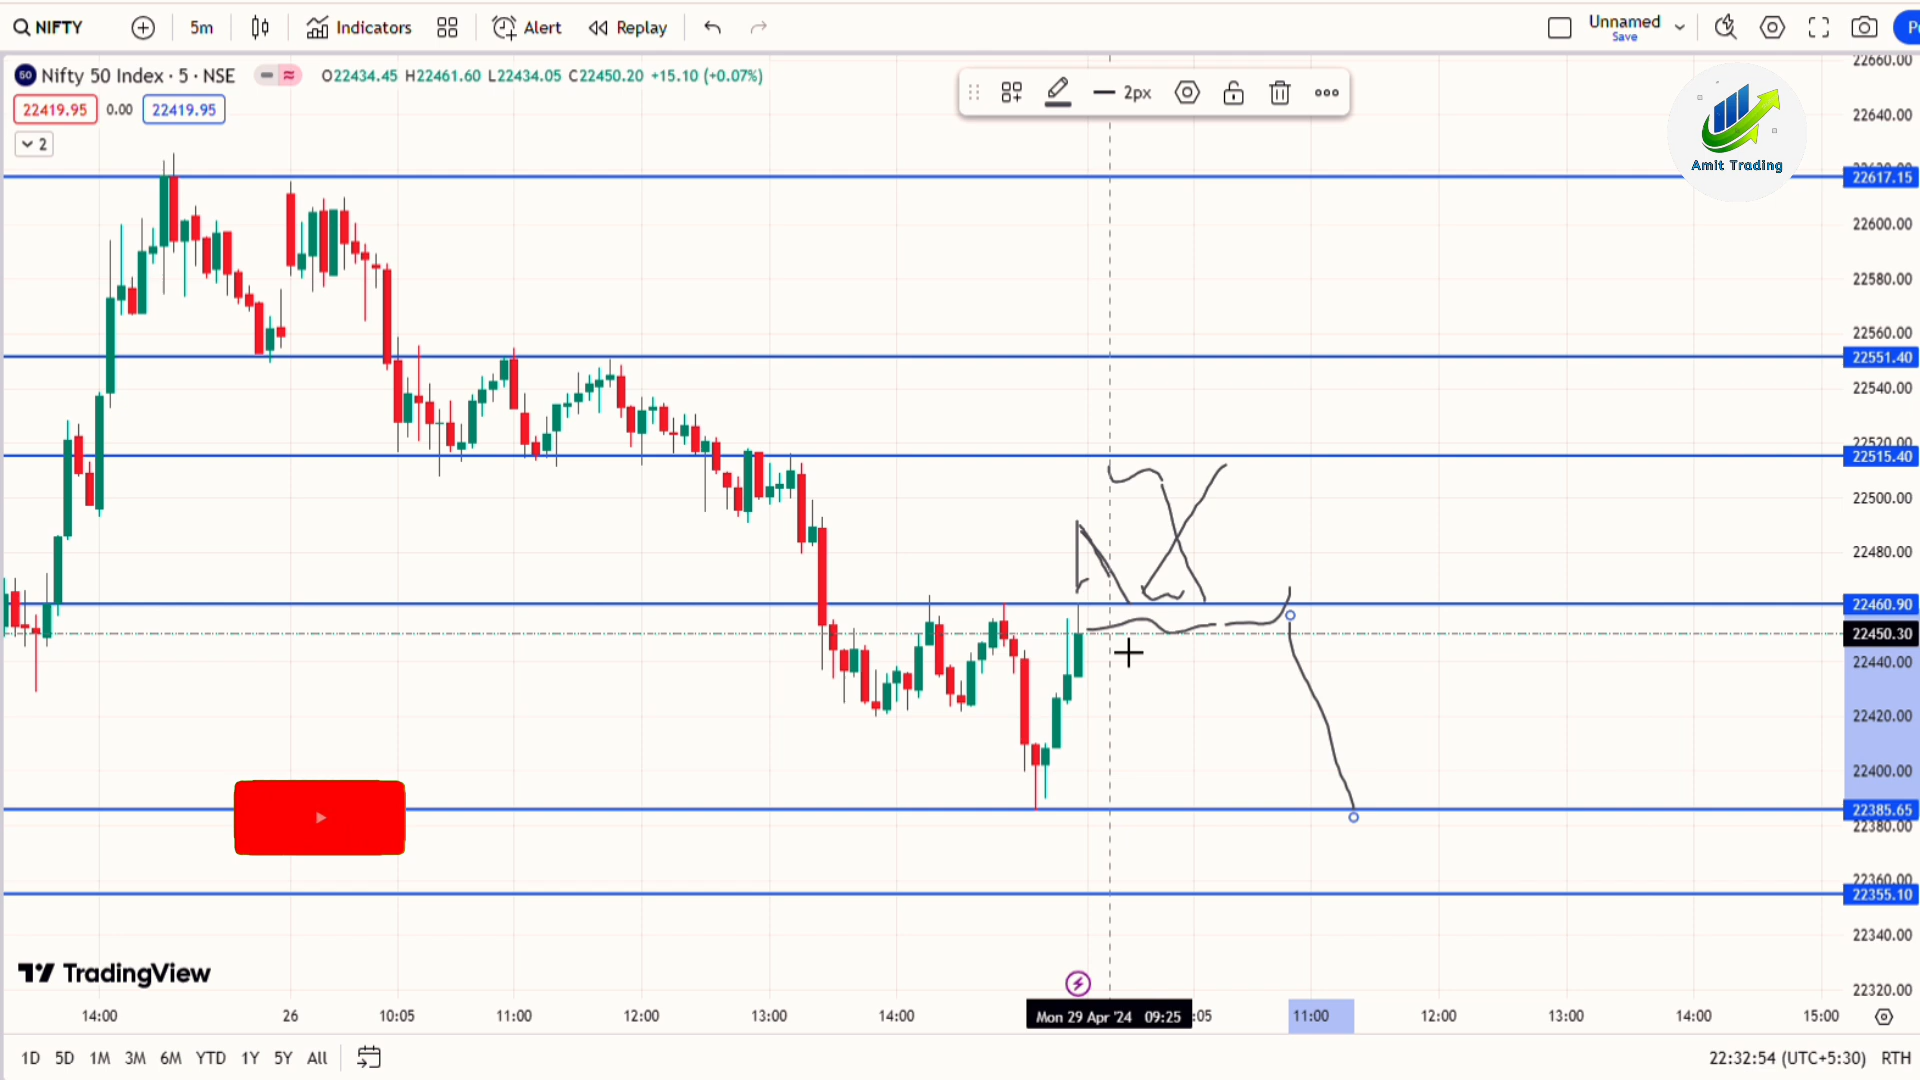 NIFTY 5m Indicators Alert Replay Unnamed
Save
Nifty 50 Index · 5 · NSE O22434.45 H22461.60 L22434.05 C22450.20 +15.10 (+0.07%)
22419.95 0.00 22419.95
2
2px
Amit Trading
22660.00
22640.00
22617.15
22600.00
22580.00
22560.00
22551.40
22540.00
22520.00
22515.40
22500.00
22480.00
22460.90
22450.30
22440.00
22420.00
22400.00
22385.65
22380.00
22360.00
22355.10
22340.00
22320.00
TradingView
14:00 26 10:05 11:00 12:00 13:00 14:00 Mon 29 Apr '24 09:25 :05 11:00 12:00 13:00 14:00 15:00
1D 5D 1M 3M 6M YTD 1Y 5Y All 22:32:54 (UTC+5:30) RTH